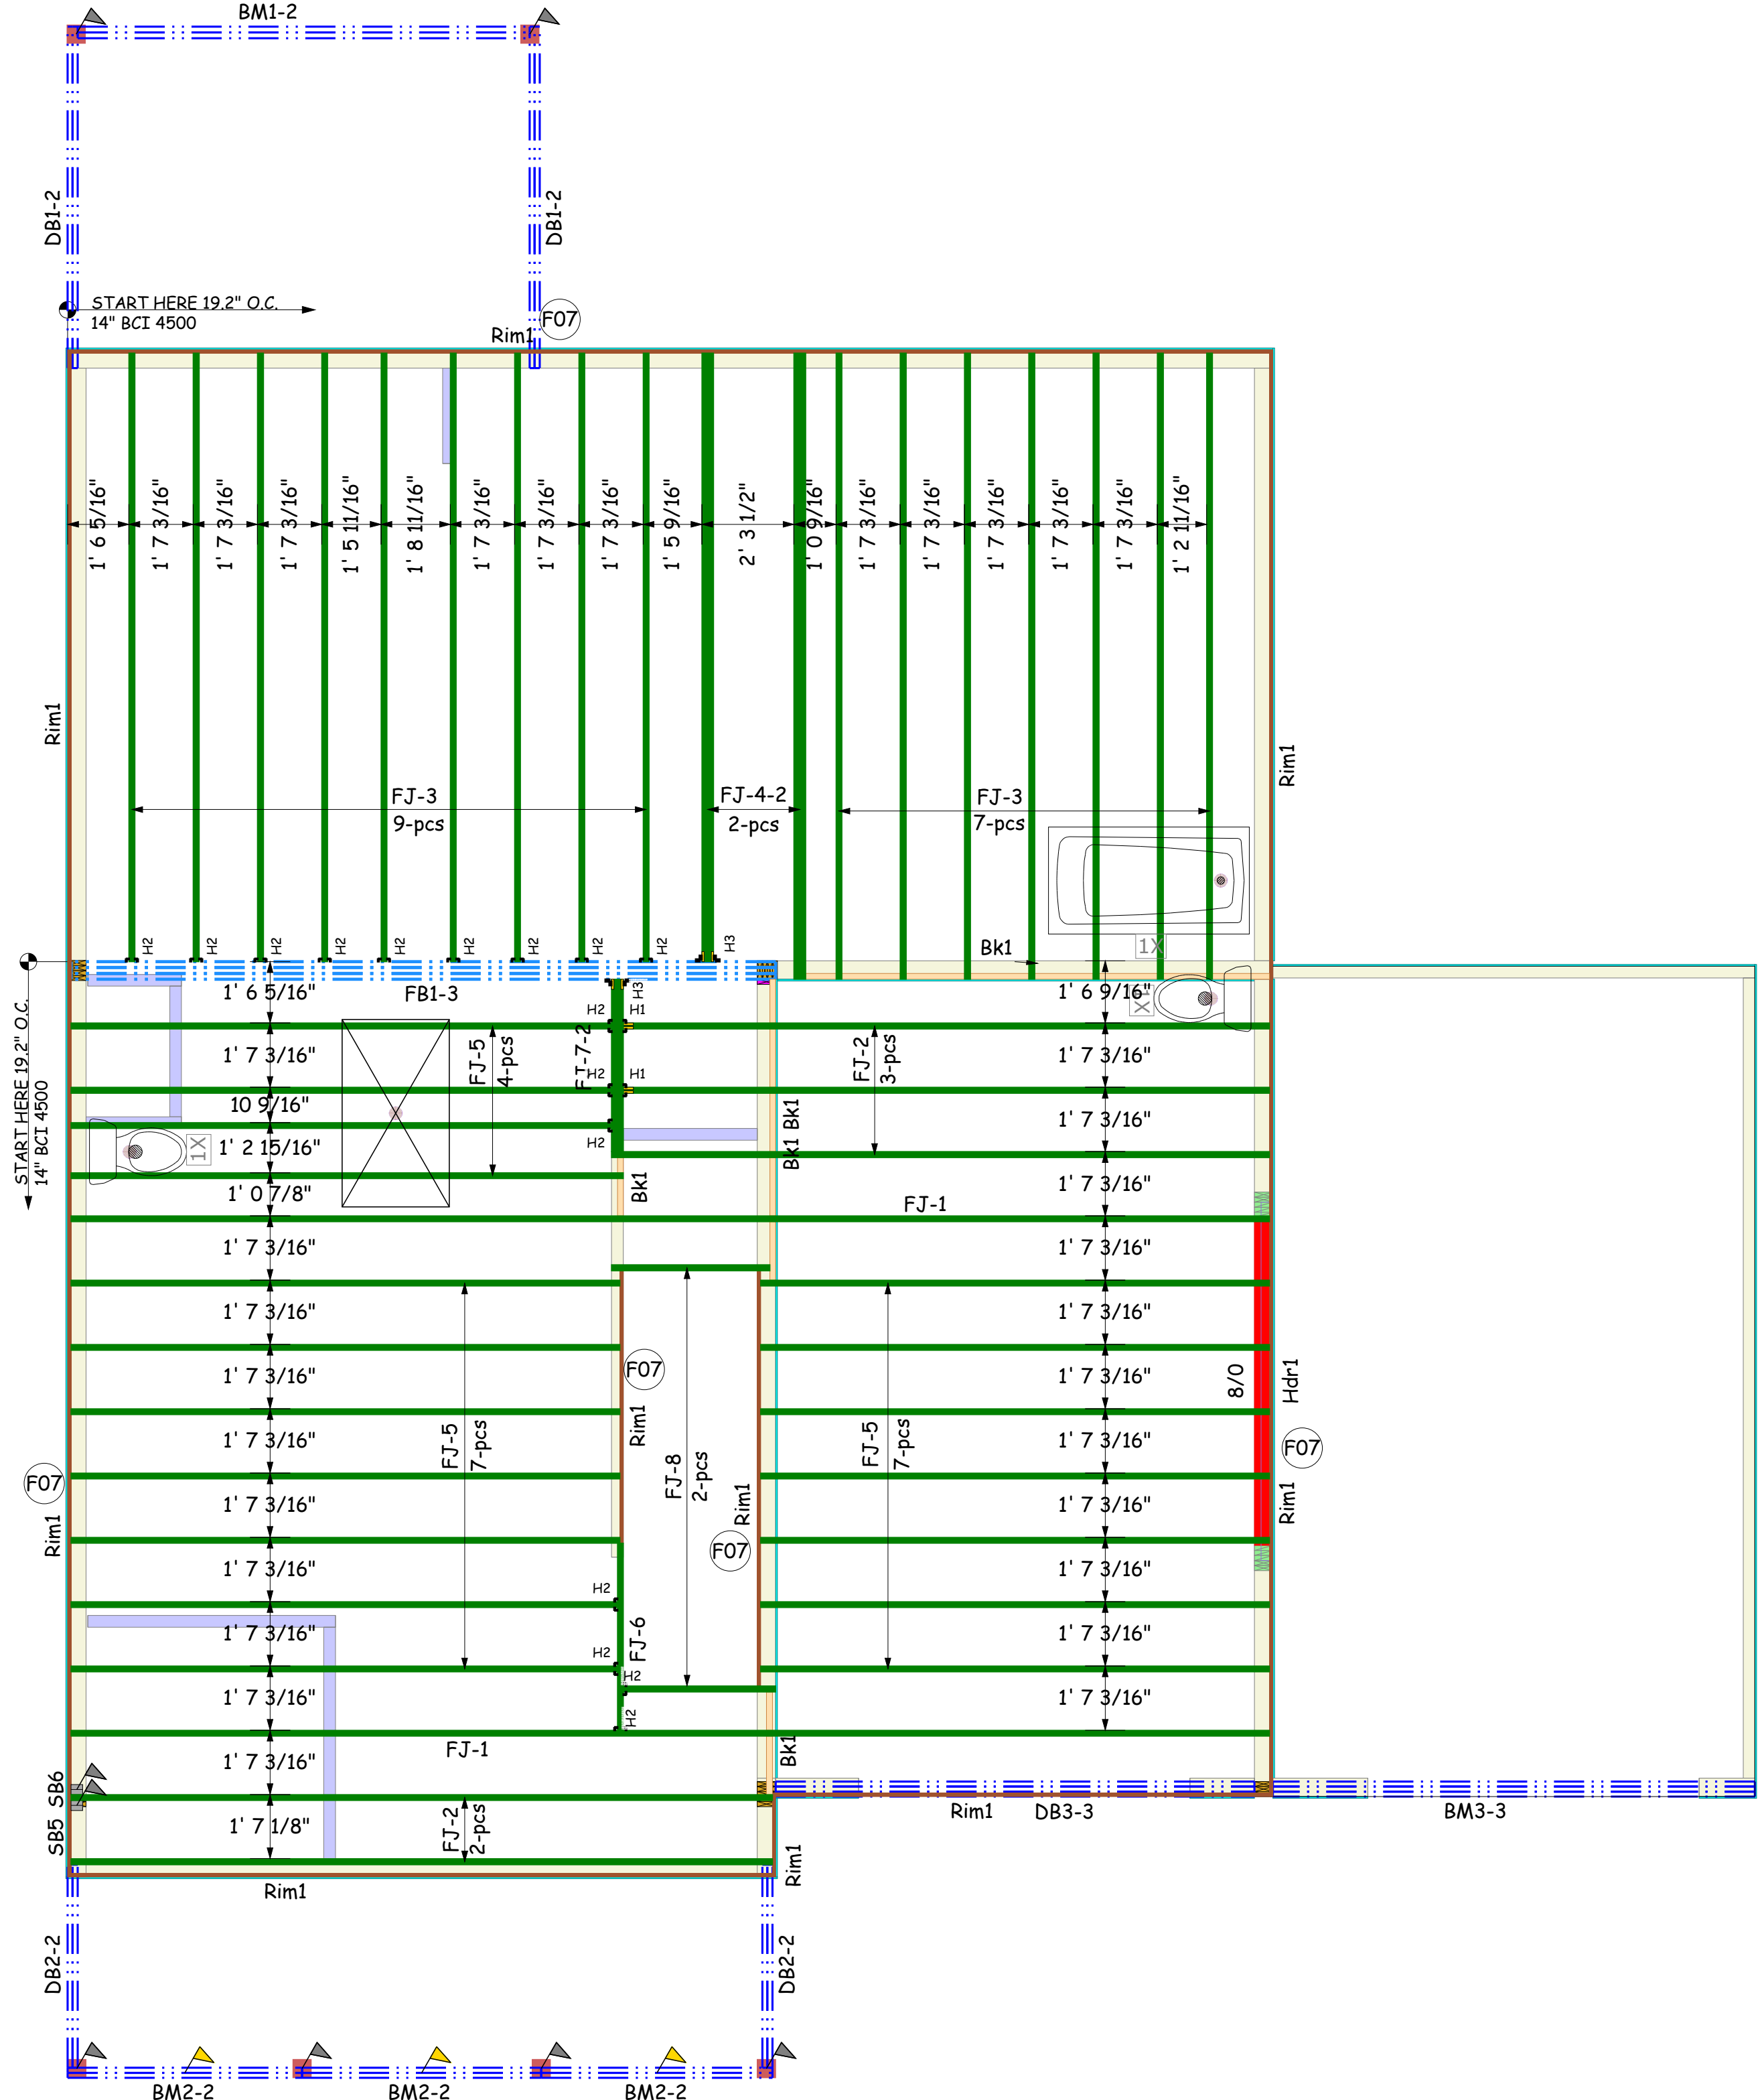 BM1-2
DB1-2
DB1-2
START HERE 19.2" O.C.
14" BCI 4500
F07
Rim1
1' 6 5/16"
1' 7 3/16"
1' 7 3/16"
1' 7 3/16"
1' 5 11/16"
1' 8 11/16"
1' 7 3/16"
1' 7 3/16"
1' 7 3/16"
1' 5 9/16"
2' 3 1/2"
1' 0 9/16"
1' 7 3/16"
1' 7 3/16"
1' 7 3/16"
1' 7 3/16"
1' 7 3/16"
1' 2 11/16"
Rim1
Rim1
FJ-3
9-pcs
FJ-4-2
2-pcs
FJ-3
7-pcs
H2
H2
H2
H2
H2
H2
H2
H2
H2
H3
Bk1
1X
START HERE 19.2" O.C.
14" BCI 4500
1' 6 5/16"
FB1-3
H3
1' 6 9/16"
1X
H2
H1
1' 7 3/16"
FJ-5
4-pcs
FJ-7-2
FJ-2
3-pcs
1' 7 3/16"
H2
H1
10 9/16"
Bk1
Bk1
1' 7 3/16"
1X
1' 2 15/16"
H2
Bk1
1' 0 7/8"
1' 7 3/16"
FJ-1
1' 7 3/16"
1' 7 3/16"
1' 7 3/16"
1' 7 3/16"
F07
8/0
Hdr1
1' 7 3/16"
1' 7 3/16"
Rim1
FJ-5
7-pcs
FJ-8
2-pcs
FJ-5
7-pcs
1' 7 3/16"
1' 7 3/16"
F07
F07
Rim1
Rim1
Rim1
1' 7 3/16"
1' 7 3/16"
F07
1' 7 3/16"
1' 7 3/16"
H2
FJ-6
1' 7 3/16"
1' 7 3/16"
H2
H2
1' 7 3/16"
1' 7 3/16"
H2
FJ-1
Bk1
1' 7 3/16"
SB5
SB6
1' 7 1/8"
FJ-2
2-pcs
Rim1
DB3-3
BM3-3
Rim1
Rim1
DB2-2
DB2-2
BM2-2
BM2-2
BM2-2